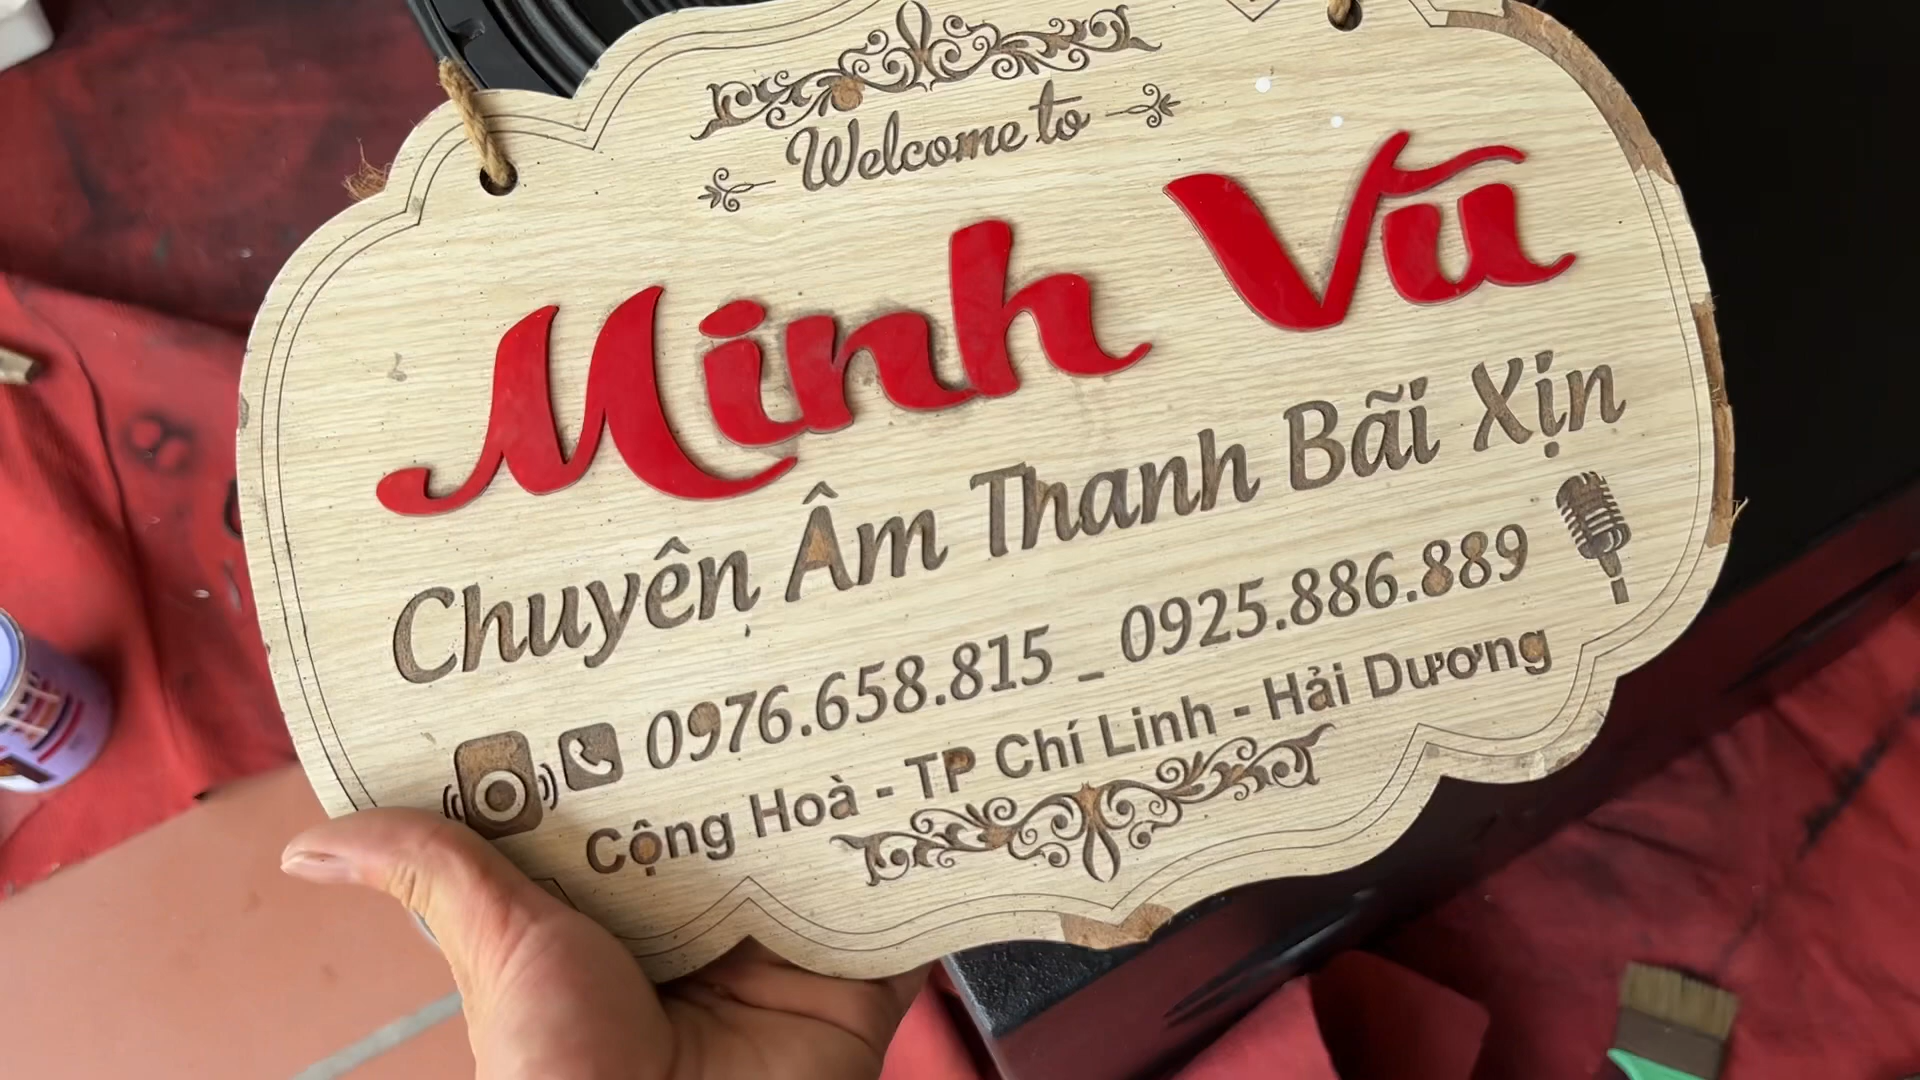 Welcome to
Minh Vũ
Chuyên Âm Thanh Bãi Xịn
0976.658.815 _ 0925.886.889
Cộng Hoà - TP Chí Linh - Hải Dương